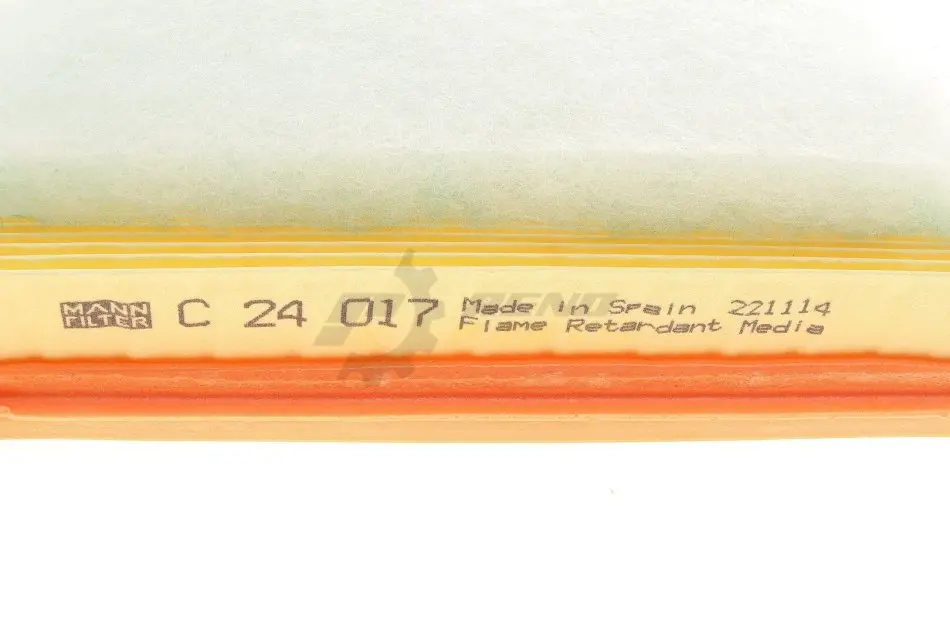 MANN
FILTER
C 24 017
Made in Spain 221114
Flame Retardant Media